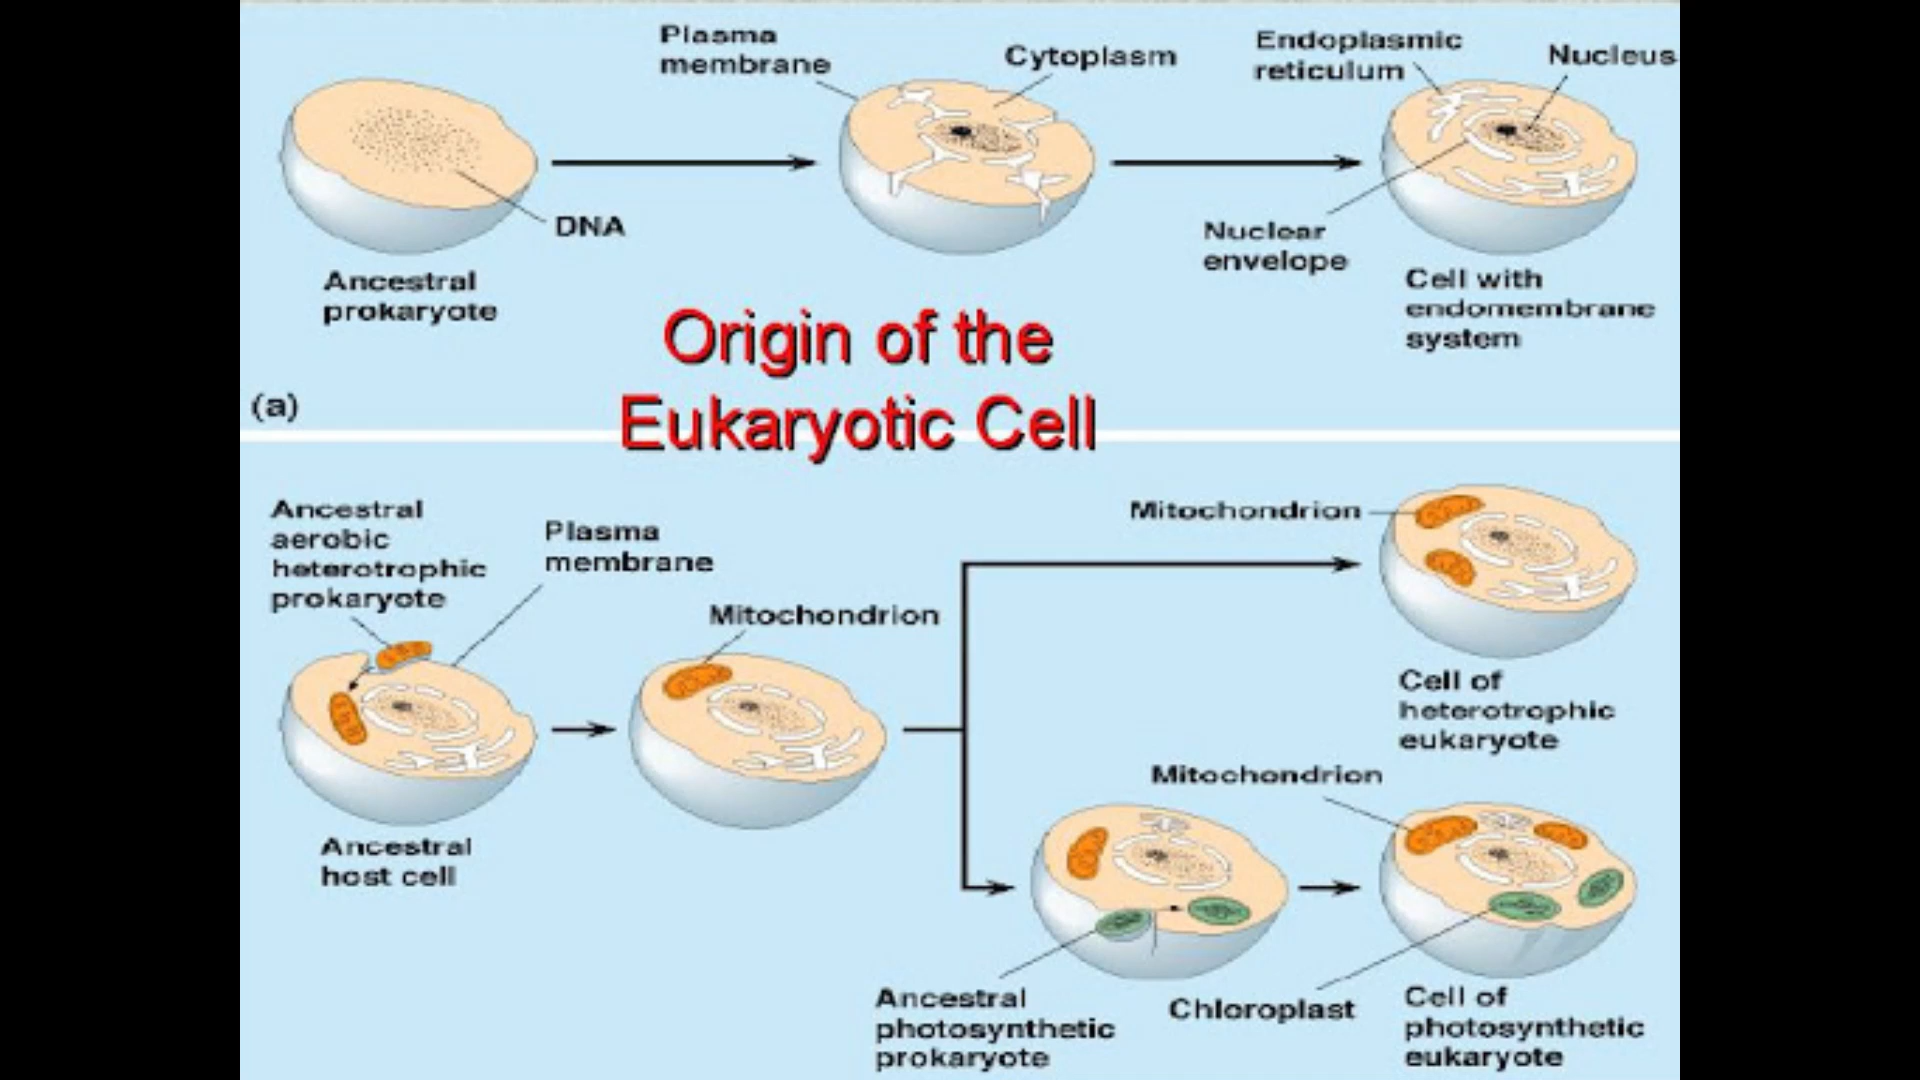 Plasma
membrane
Cytoplasm
Endoplasmic
reticulum
Nucleus
DNA
Ancestral
prokaryote
Nuclear
envelope
Cell with
endomembrane
system
Origin of the
Eukaryotic Cell
(a)
Ancestral
aerobic
heterotrophic
prokaryote
Plasma
membrane
Mitochondrion
Mitochondrion
Ancestral
host cell
Cell of
heterotrophic
eukaryote
Mitochondrion
Ancestral
photosynthetic
prokaryote
Chloroplast
Cell of
photosynthetic
eukaryote